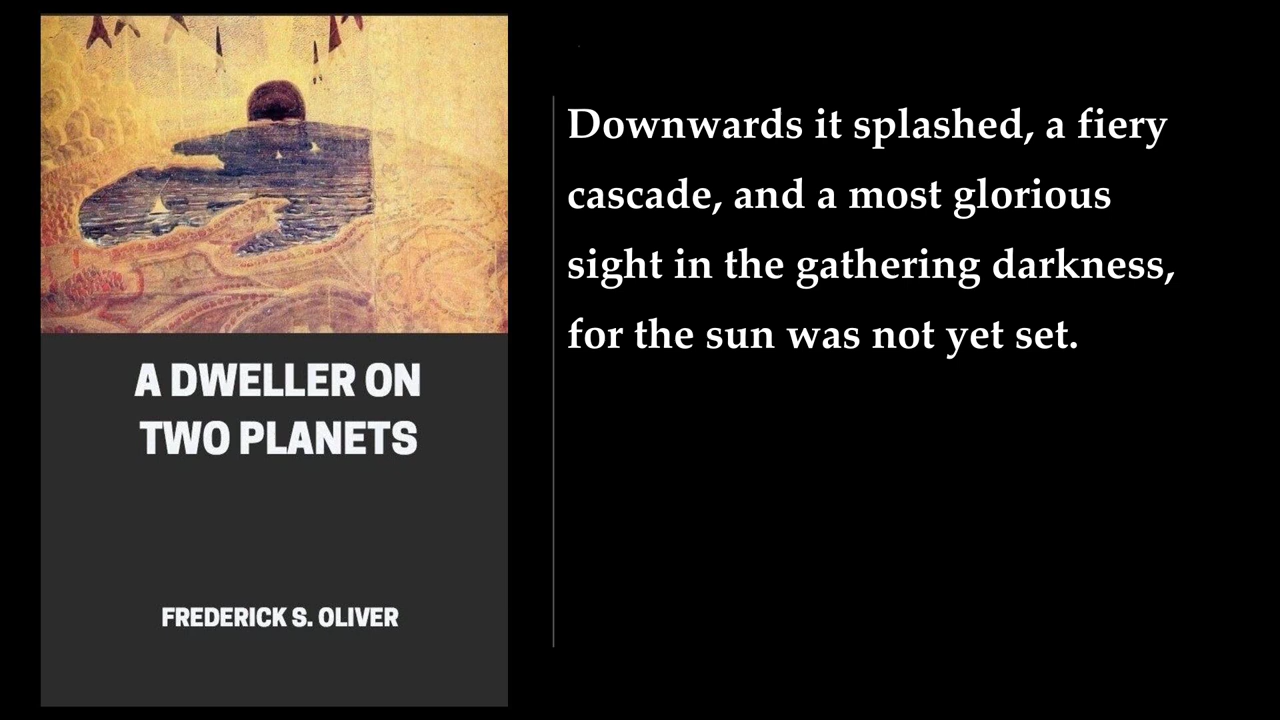 A DWELLER ON
TWO PLANETS
FREDERICK S. OLIVER
Downwards it splashed, a fiery
cascade, and a most glorious
sight in the gathering darkness,
for the sun was not yet set.